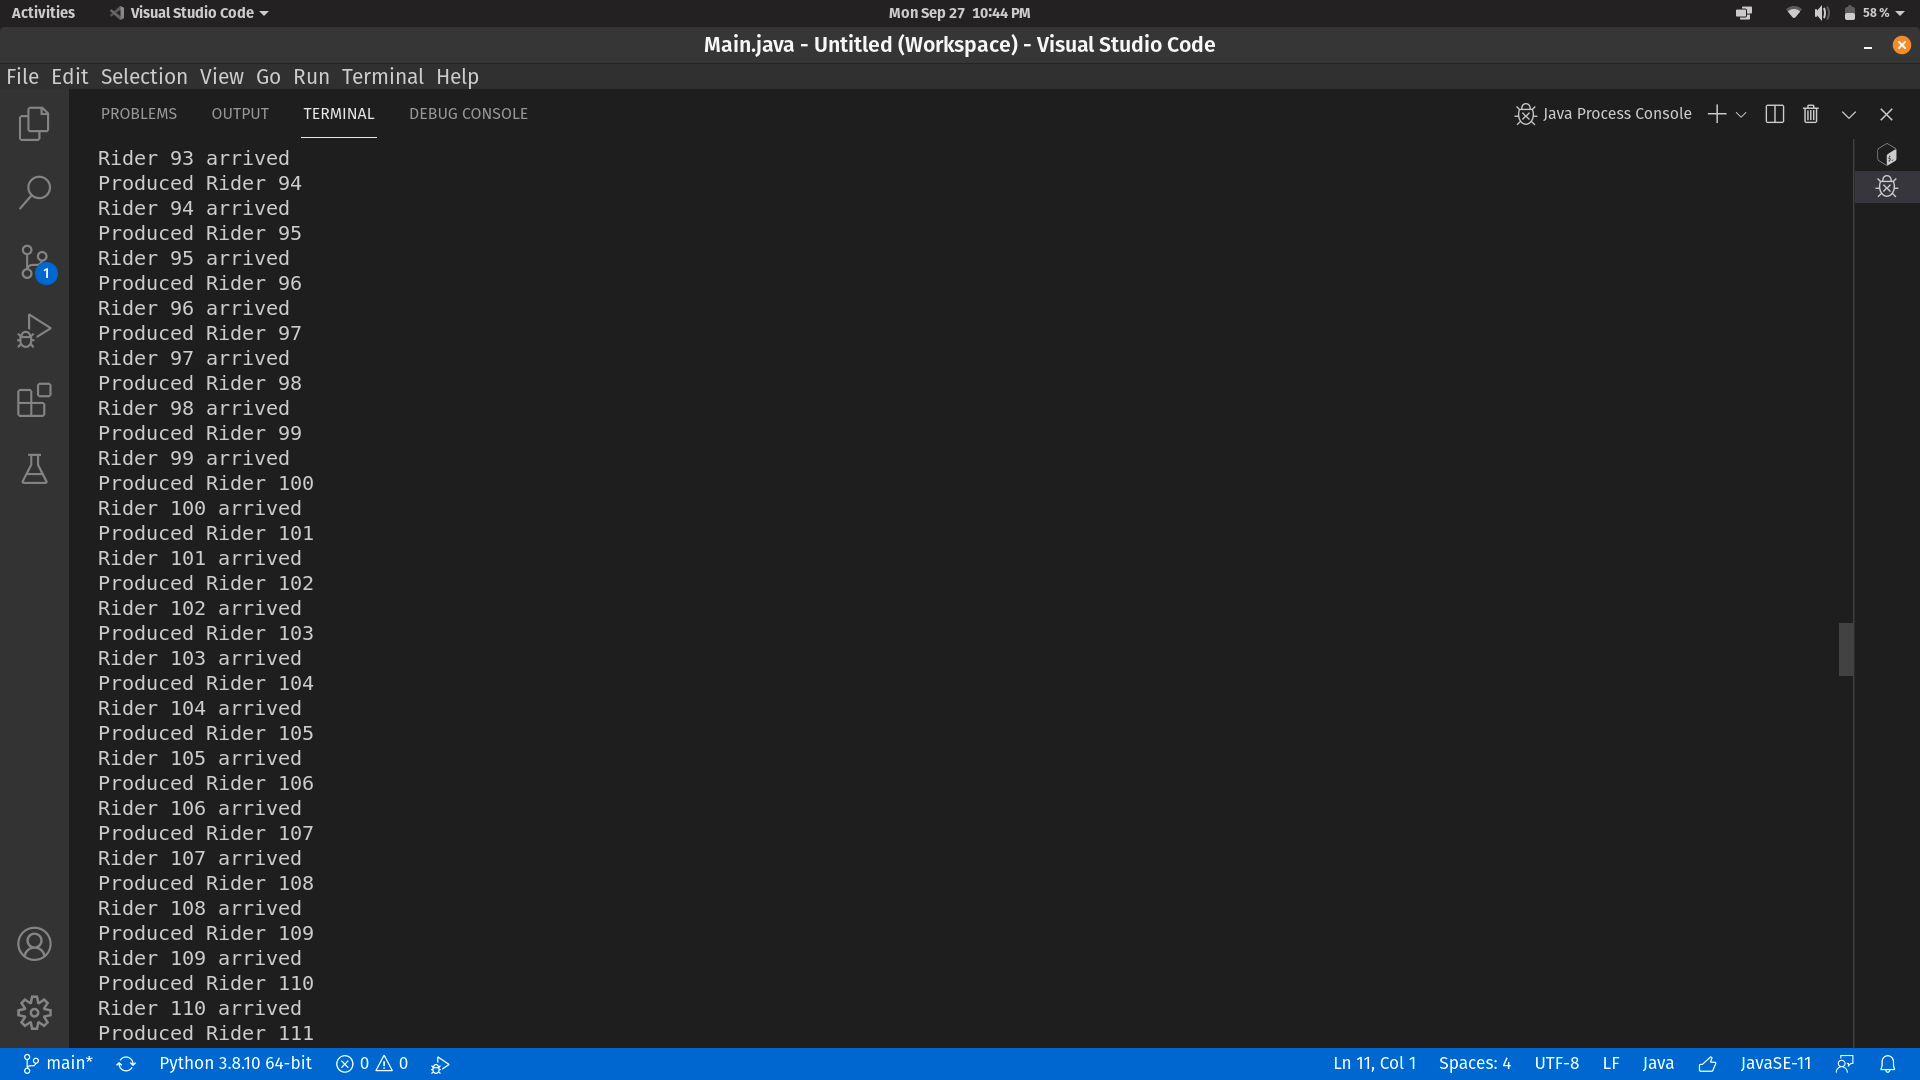 Activities Visual Studio Code Mon Sep 27 10:44 PM 58 %
Main.java - Untitled (Workspace) - Visual Studio Code
File Edit Selection View Go Run Terminal Help
PROBLEMS OUTPUT TERMINAL DEBUG CONSOLE Java Process Console
Rider 93 arrived
Produced Rider 94
Rider 94 arrived
Produced Rider 95
Rider 95 arrived
Produced Rider 96
Rider 96 arrived
Produced Rider 97
Rider 97 arrived
Produced Rider 98
Rider 98 arrived
Produced Rider 99
Rider 99 arrived
Produced Rider 100
Rider 100 arrived
Produced Rider 101
Rider 101 arrived
Produced Rider 102
Rider 102 arrived
Produced Rider 103
Rider 103 arrived
Produced Rider 104
Rider 104 arrived
Produced Rider 105
Rider 105 arrived
Produced Rider 106
Rider 106 arrived
Produced Rider 107
Rider 107 arrived
Produced Rider 108
Rider 108 arrived
Produced Rider 109
Rider 109 arrived
Produced Rider 110
Rider 110 arrived
Produced Rider 111
1
main* Python 3.8.10 64-bit 0 0 Ln 11, Col 1 Spaces: 4 UTF-8 LF Java JavaSE-11